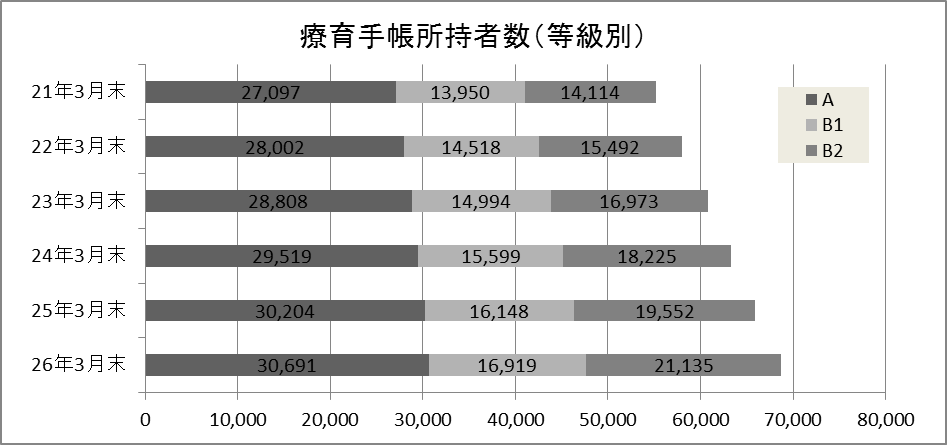 療育手帳所持者数（等級別）
21年3月末 27,097 13,950 14,114
22年3月末 28,002 14,518 15,492
23年3月末 28,808 14,994 16,973
24年3月末 29,519 15,599 18,225
25年3月末 30,204 16,148 19,552
26年3月末 30,691 16,919 21,135
0 10,000 20,000 30,000 40,000 50,000 60,000 70,000 80,000
A
B1
B2